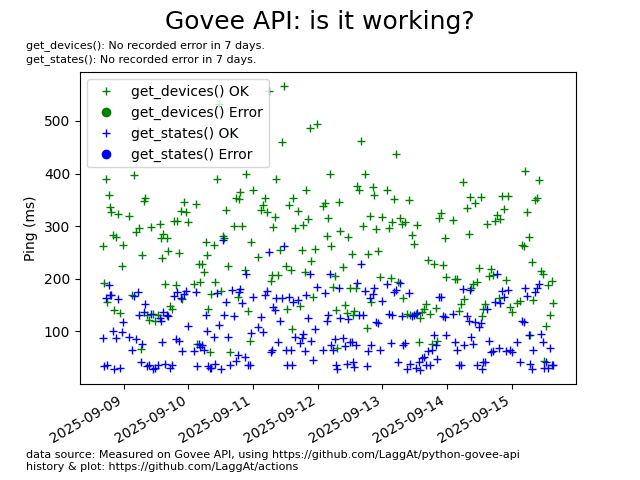 Govee API: is it working?
get_devices(): No recorded error in 7 days.
get_states(): No recorded error in 7 days.
get_devices() OK
get_devices() Error
get_states() OK
get_states() Error
500
400
300
200
100
Ping (ms)
2025-09-09
2025-09-10
2025-09-11
2025-09-12
2025-09-13
2025-09-14
2025-09-15
data source: Measured on Govee API, using https://github.com/LaggAt/python-govee-api
history & plot: https://github.com/LaggAt/actions